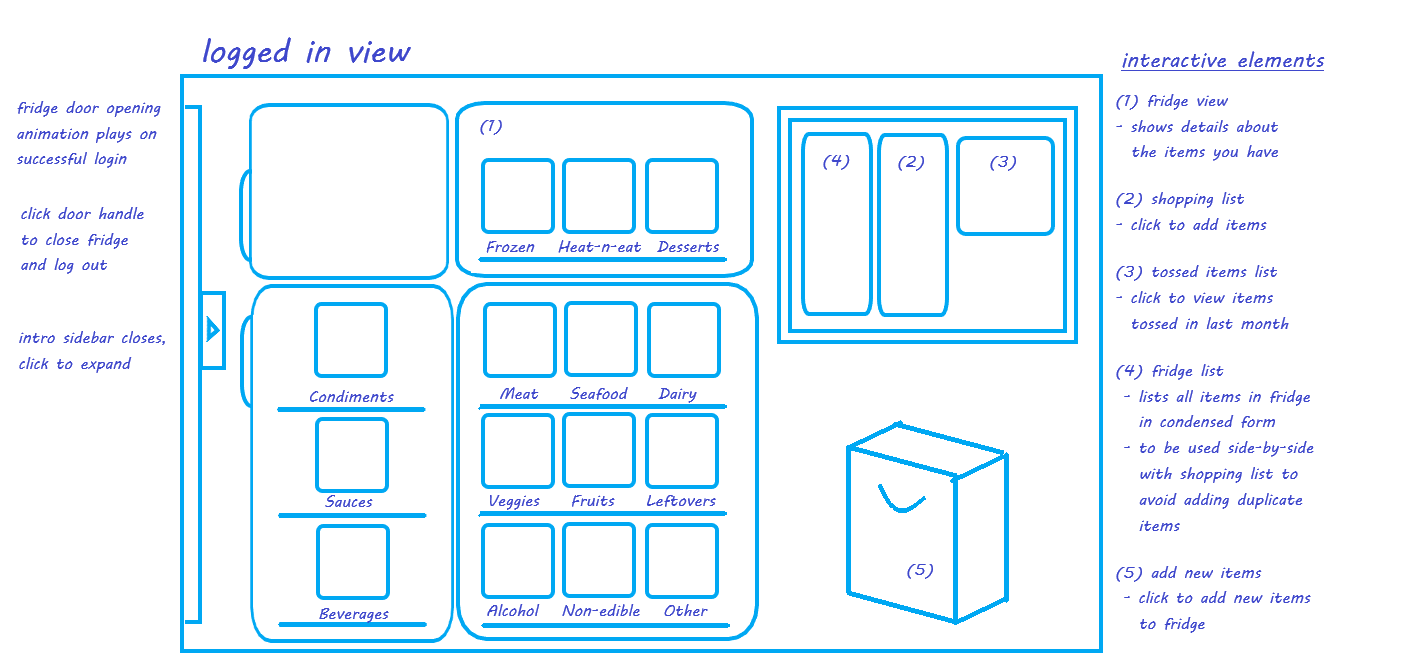 logged in view
fridge door opening
animation plays on
successful login
click door handle
to close fridge
and log out
intro sidebar closes,
click to expand
(1)
Frozen Heat-n-eat Desserts
Condiments
Sauces
Beverages
Meat Seafood Dairy
Veggies Fruits Leftovers
Alcohol Non-edible Other
(4) (2) (3)
(5)
interactive elements
(1) fridge view
- shows details about
the items you have
(2) shopping list
- click to add items
(3) tossed items list
- click to view items
tossed in last month
(4) fridge list
- lists all items in fridge
in condensed form
- to be used side-by-side
with shopping list to
avoid adding duplicate
items
(5) add new items
- click to add new items
to fridge